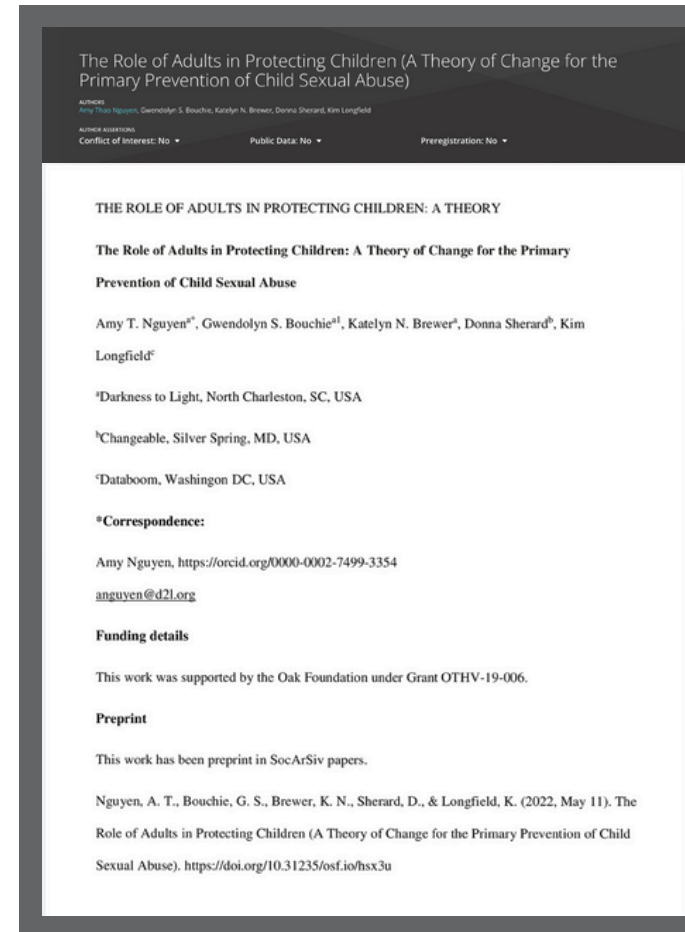 The Role of Adults in Protecting Children (A Theory of Change for the
Primary Prevention of Child Sexual Abuse)
AUTHORS
Amy Thao Nguyen, Gwendolyn S. Bouchie, Katelyn N. Brewer, Donna Sherard, Kim Longfield
AUTHOR ASSERTIONS
Conflict of Interest: No ▾ Public Data: No ▾ Preregistration: No ▾
THE ROLE OF ADULTS IN PROTECTING CHILDREN: A THEORY
The Role of Adults in Protecting Children: A Theory of Change for the Primary
Prevention of Child Sexual Abuse
Amy T. Nguyenᵃ*, Gwendolyn S. Bouchieᵃ¹, Katelyn N. Brewerᵃ, Donna Sherardᵇ, Kim
Longfieldᶜ
ᵃDarkness to Light, North Charleston, SC, USA
ᵇChangeable, Silver Spring, MD, USA
ᶜDataboom, Washingon DC, USA
*Correspondence:
Amy Nguyen, https://orcid.org/0000-0002-7499-3354
anguyen@d2l.org
Funding details
This work was supported by the Oak Foundation under Grant OTHV-19-006.
Preprint
This work has been preprint in SocArSiv papers.
Nguyen, A. T., Bouchie, G. S., Brewer, K. N., Sherard, D., & Longfield, K. (2022, May 11). The
Role of Adults in Protecting Children (A Theory of Change for the Primary Prevention of Child
Sexual Abuse). https://doi.org/10.31235/osf.io/hsx3u